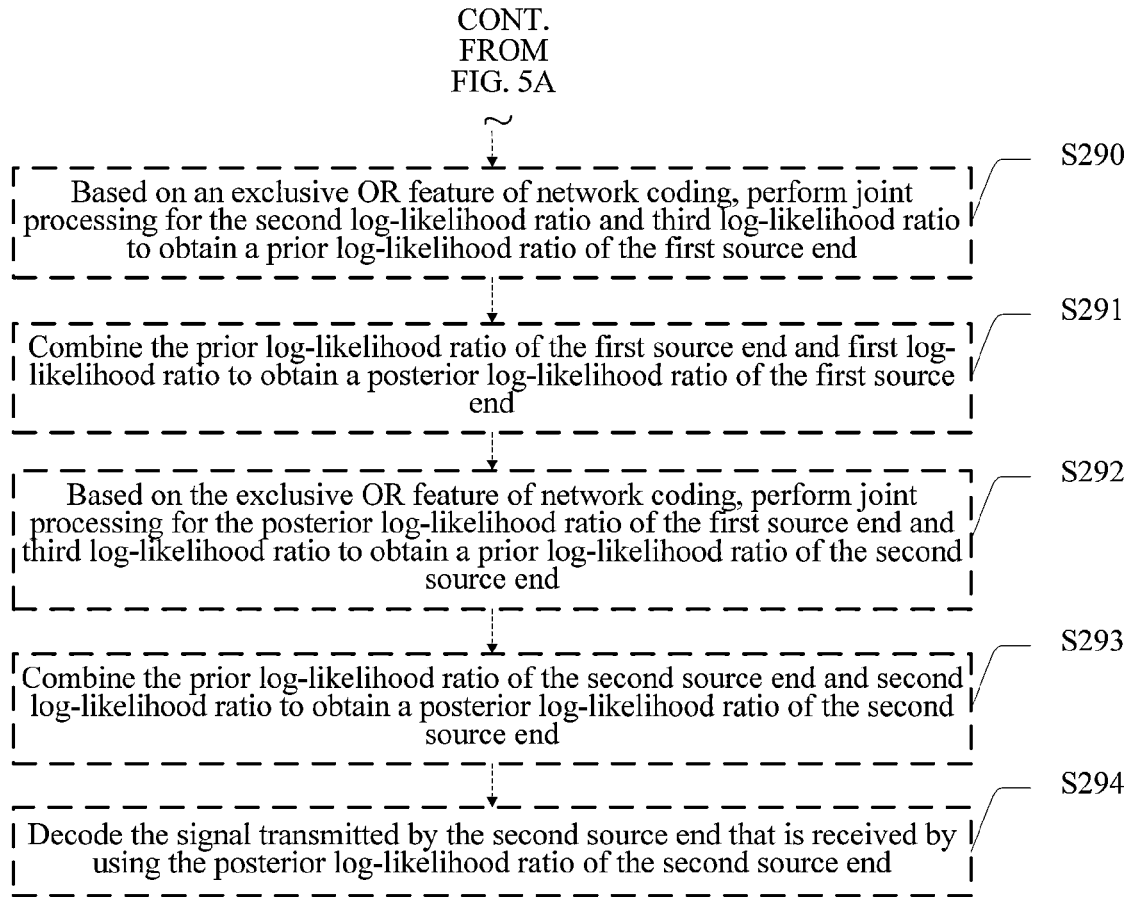 CONT.
FROM
FIG. 5A
S290
Based on an exclusive OR feature of network coding, perform joint
processing for the second log-likelihood ratio and third log-likelihood ratio
to obtain a prior log-likelihood ratio of the first source end
S291
Combine the prior log-likelihood ratio of the first source end and first log-
likelihood ratio to obtain a posterior log-likelihood ratio of the first source
end
S292
Based on the exclusive OR feature of network coding, perform joint
processing for the posterior log-likelihood ratio of the first source end and
third log-likelihood ratio to obtain a prior log-likelihood ratio of the second
source end
S293
Combine the prior log-likelihood ratio of the second source end and second
log-likelihood ratio to obtain a posterior log-likelihood ratio of the second
source end
S294
Decode the signal transmitted by the second source end that is received by
using the posterior log-likelihood ratio of the second source end